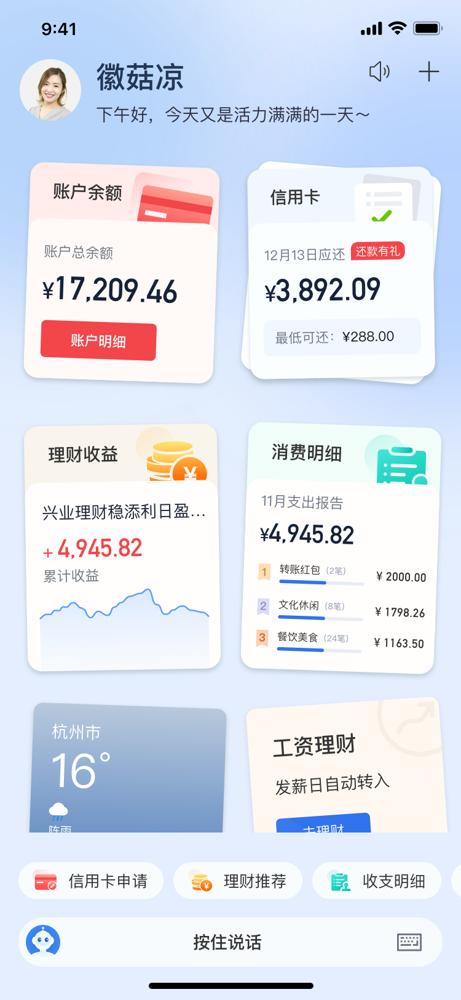 9:41
徽菇凉
下午好，今天又是活力满满的一天～
账户余额
账户总余额
¥17,209.46
账户明细
信用卡
12月13日应还 还款有礼
¥3,892.09
最低可还：¥288.00
理财收益
兴业理财稳添利日盈...
+ 4,945.82
累计收益
消费明细
11月支出报告
¥4,945.82
1 转账红包（2笔） ¥ 2000.00
2 文化休闲（8笔） ¥ 1798.26
3 餐饮美食（24笔） ¥ 1163.50
杭州市
16°
阵雨
工资理财
发薪日自动转入
去理财
信用卡申请 理财推荐 收支明细
按住说话